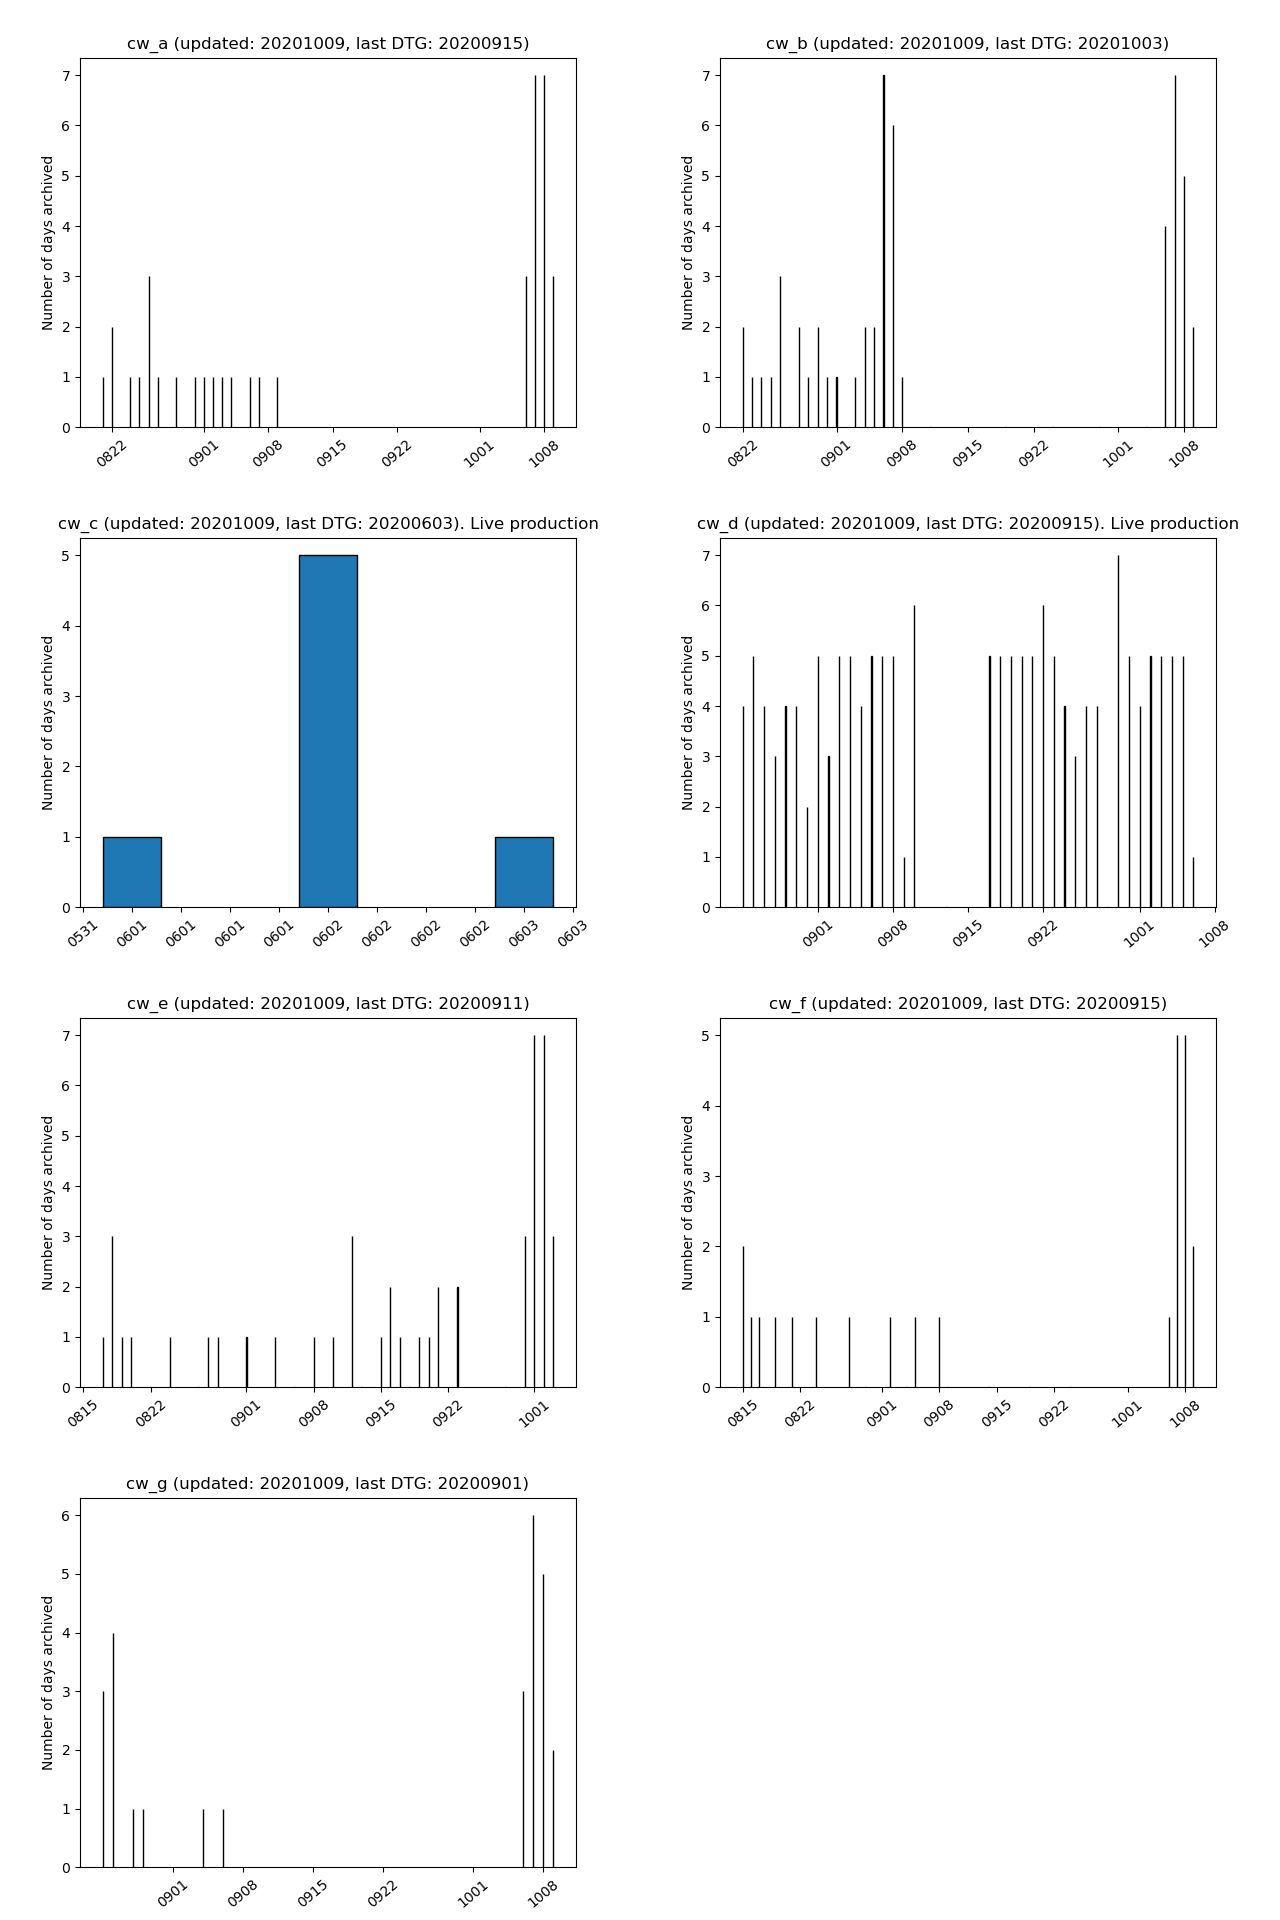 cw_a (updated: 20201009, last DTG: 20200915)
Number of days archived
7
6
5
4
3
2
1
0
0822 0901 0908 0915 0922 1001 1008
cw_b (updated: 20201009, last DTG: 20201003)
Number of days archived
7
6
5
4
3
2
1
0
0822 0901 0908 0915 0922 1001 1008
cw_c (updated: 20201009, last DTG: 20200603). Live production
Number of days archived
5
4
3
2
1
0
0531 0601 0601 0601 0601 0602 0602 0602 0602 0603 0603
cw_d (updated: 20201009, last DTG: 20200915). Live production
Number of days archived
7
6
5
4
3
2
1
0
0901 0908 0915 0922 1001 1008
cw_e (updated: 20201009, last DTG: 20200911)
Number of days archived
7
6
5
4
3
2
1
0
0815 0822 0901 0908 0915 0922 1001
cw_f (updated: 20201009, last DTG: 20200915)
Number of days archived
5
4
3
2
1
0
0815 0822 0901 0908 0915 0922 1001 1008
cw_g (updated: 20201009, last DTG: 20200901)
Number of days archived
6
5
4
3
2
1
0
0901 0908 0915 0922 1001 1008